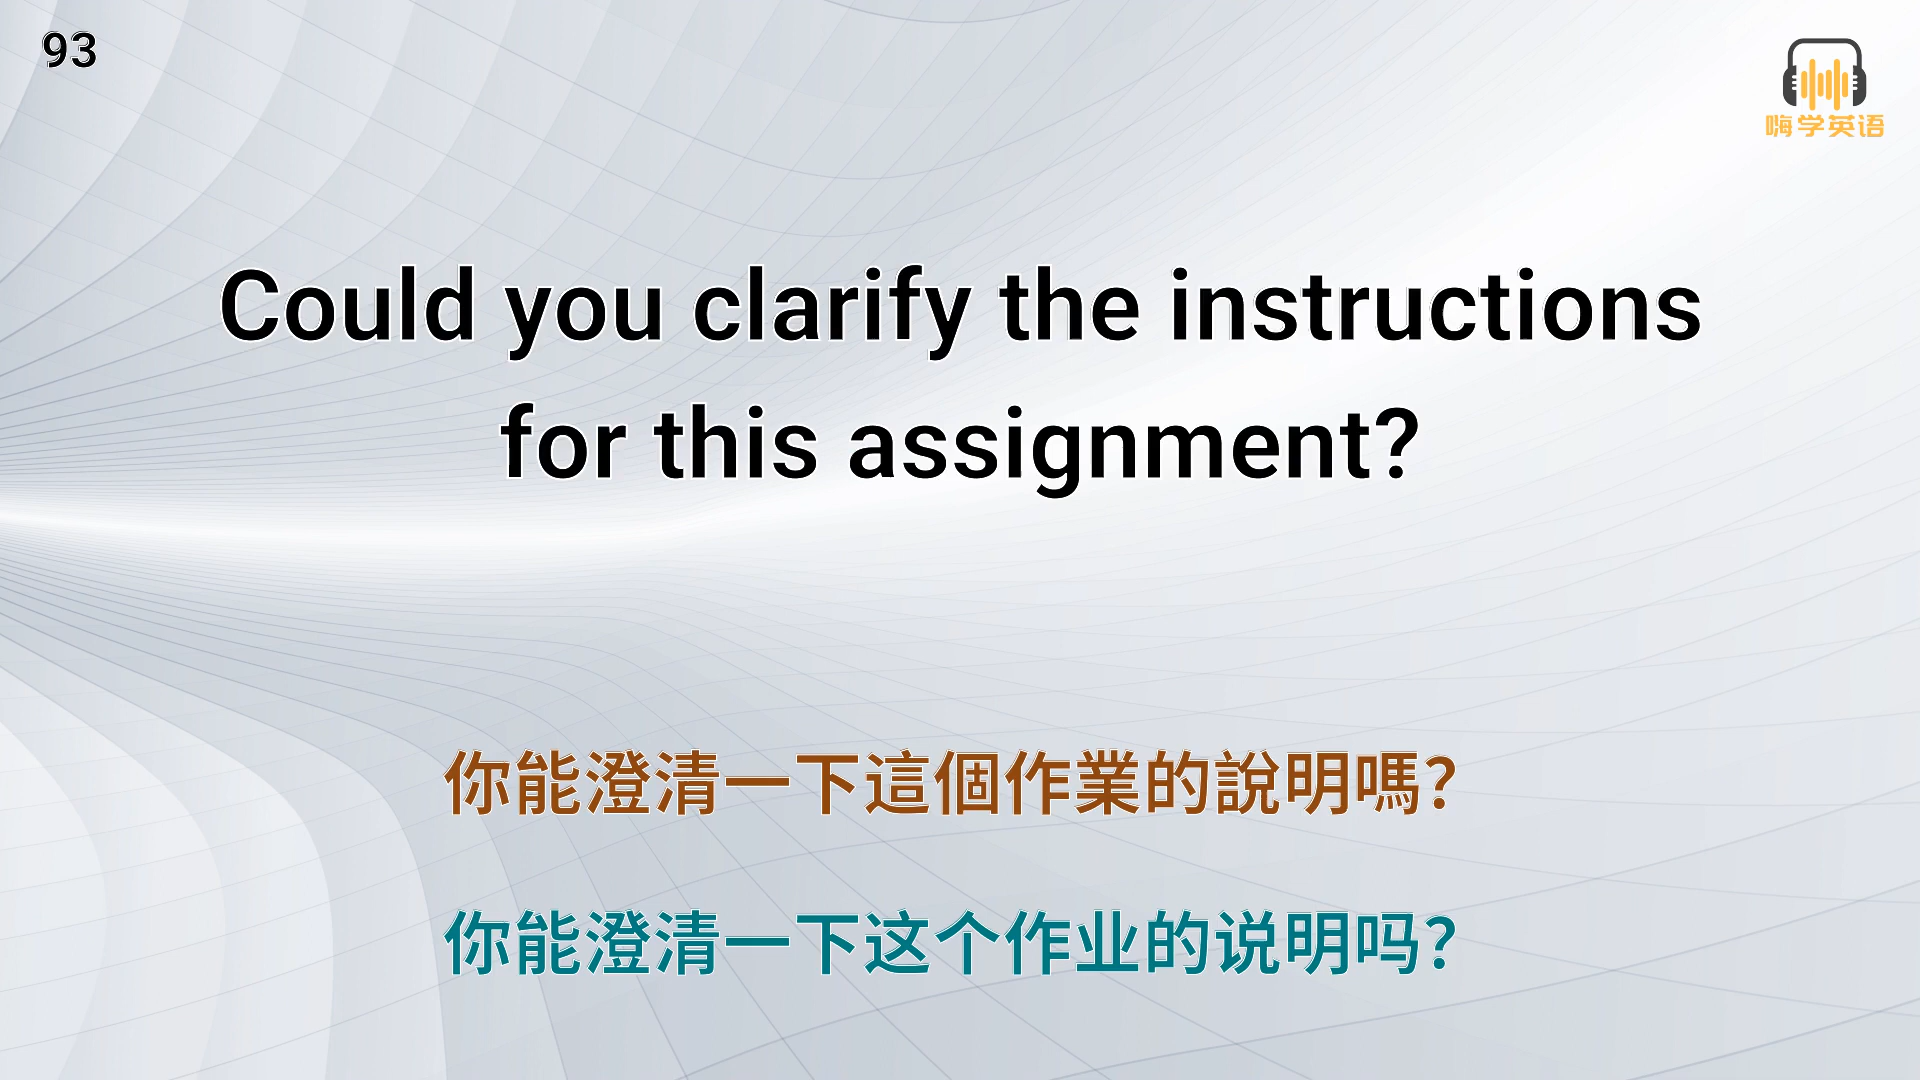 93
嗨学英语
Could you clarify the instructions
for this assignment?
你能澄清一下這個作業的說明嗎?
你能澄清一下这个作业的说明吗?